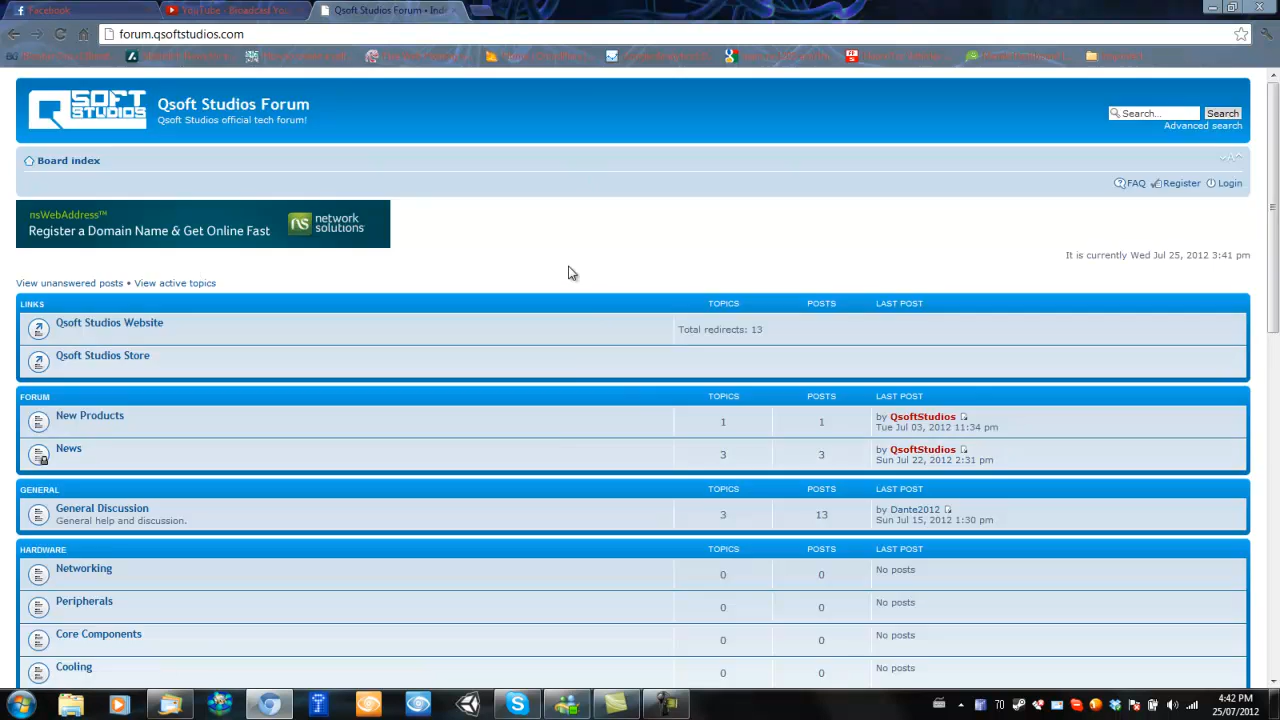 Facebook
YouTube - Broadcast Yo
Qsoft Studios Forum • Ind
forum.qsoftstudios.com
QSOFT STUDIOS
Qsoft Studios Forum
Qsoft Studios official tech forum!
Search...
Search
Advanced search
Board index
FAQ Register Login
nsWebAddress™
Register a Domain Name & Get Online Fast
ns network solutions
It is currently Wed Jul 25, 2012 3:41 pm
View unanswered posts • View active topics
LINKS TOPICS POSTS LAST POST
Qsoft Studios Website Total redirects: 13
Qsoft Studios Store
FORUM TOPICS POSTS LAST POST
New Products 1 1 by QsoftStudios
Tue Jul 03, 2012 11:34 pm
News 3 3 by QsoftStudios
Sun Jul 22, 2012 2:31 pm
GENERAL TOPICS POSTS LAST POST
General Discussion 3 13 by Dante2012
General help and discussion. Sun Jul 15, 2012 1:30 pm
HARDWARE TOPICS POSTS LAST POST
Networking 0 0 No posts
Peripherals 0 0 No posts
Core Components 0 0 No posts
Cooling 0 0 No posts
70
4:42 PM
25/07/2012